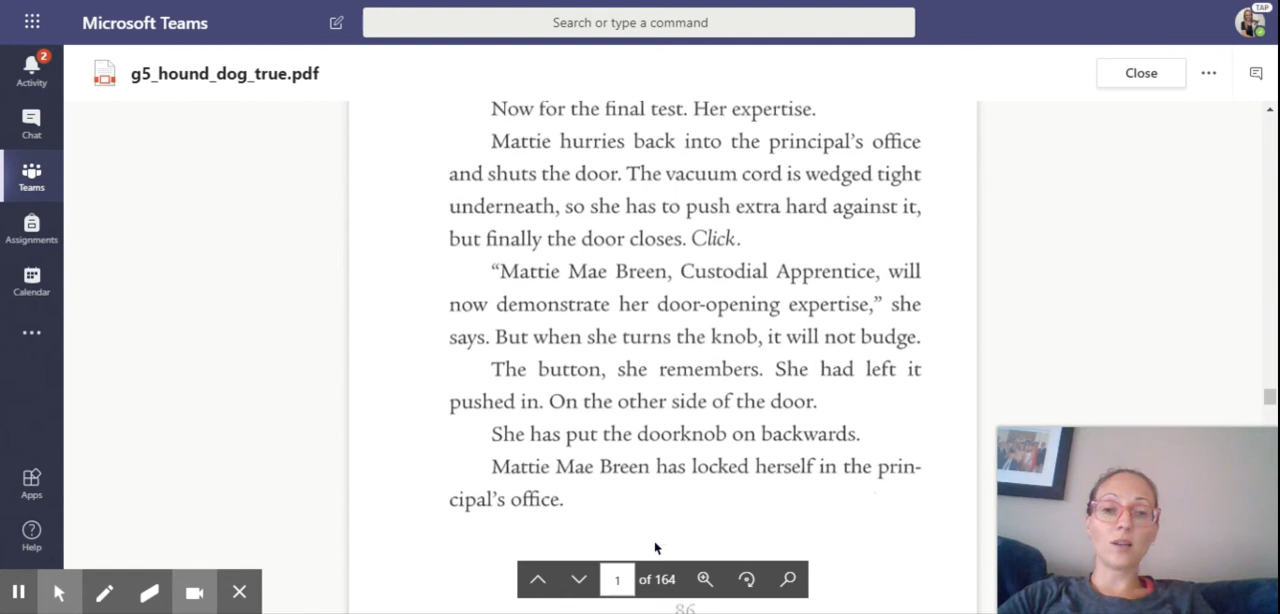 Microsoft Teams
Search or type a command
TAP
2
Activity
Chat
Teams
Assignments
Calendar
Apps
Help
g5_hound_dog_true.pdf
Close
Now for the final test. Her expertise.
Mattie hurries back into the principal's office
and shuts the door. The vacuum cord is wedged tight
underneath, so she has to push extra hard against it,
but finally the door closes. Click.
“Mattie Mae Breen, Custodial Apprentice, will
now demonstrate her door-opening expertise,” she
says. But when she turns the knob, it will not budge.
The button, she remembers. She had left it
pushed in. On the other side of the door.
She has put the doorknob on backwards.
Mattie Mae Breen has locked herself in the prin-
cipal's office.
1 of 164
86